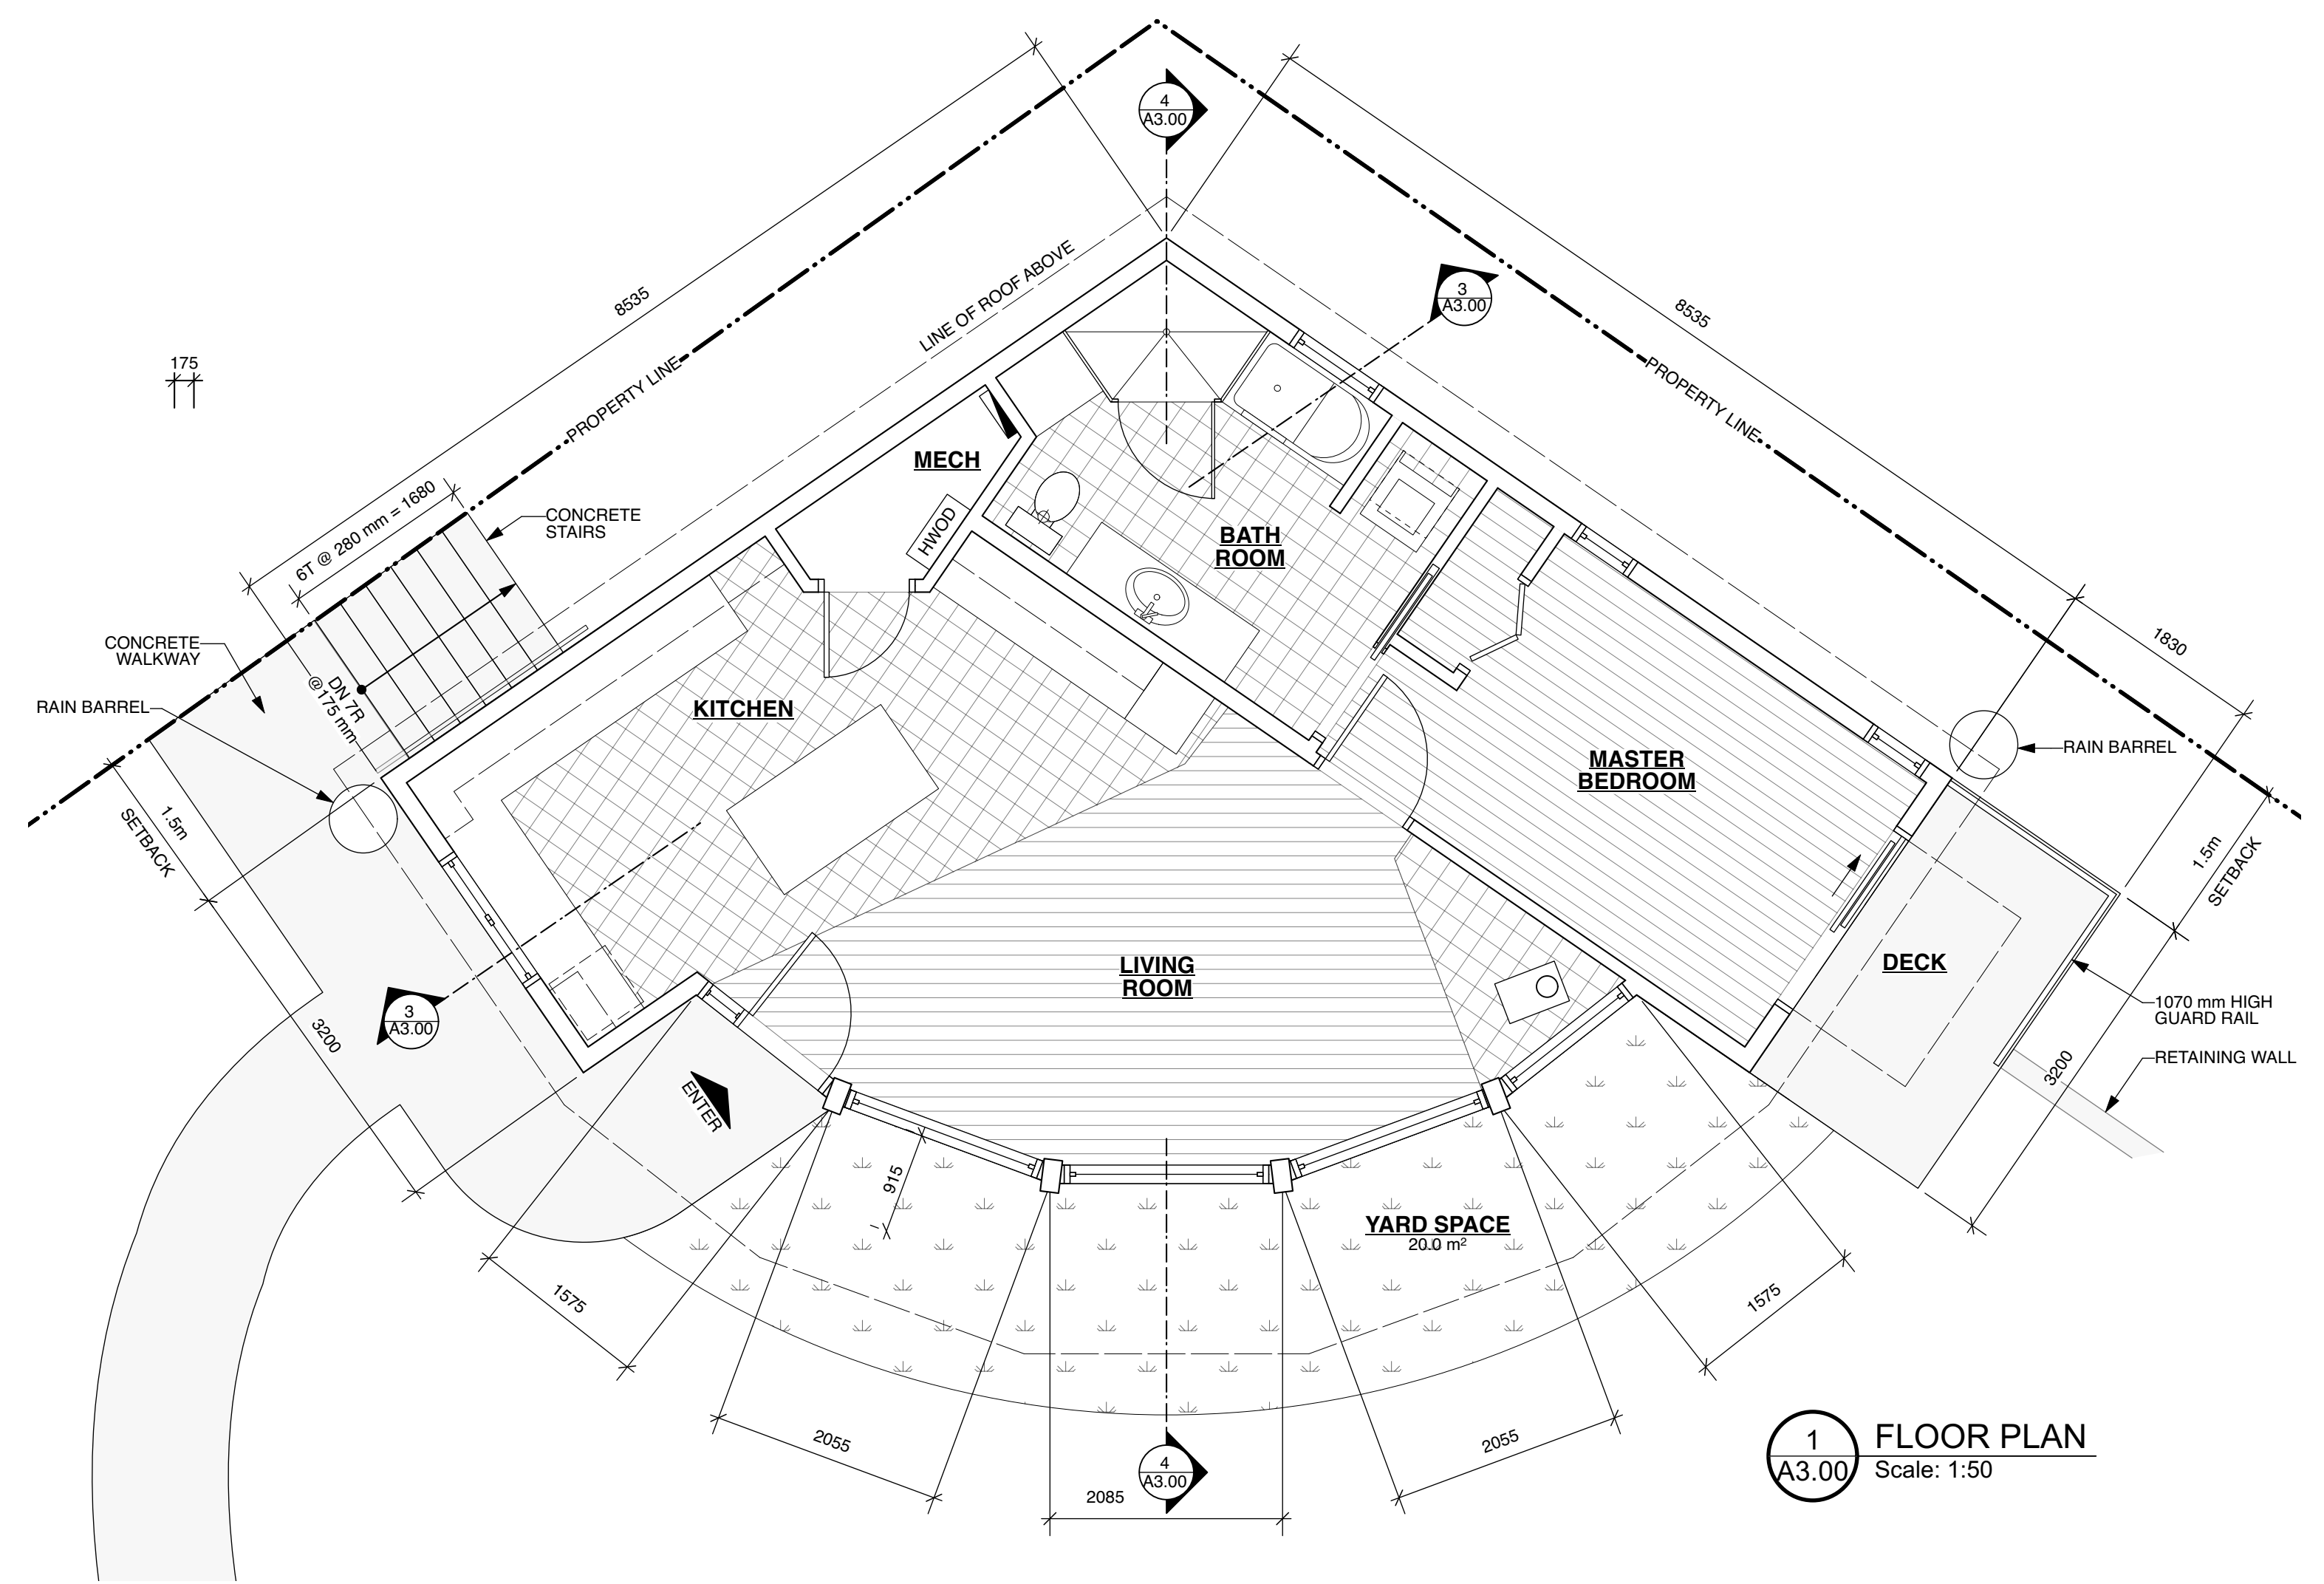 4
A3.00
3
A3.00
8535
8535
LINE OF ROOF ABOVE
PROPERTY LINE
PROPERTY LINE
175
6T @ 280 mm = 1680
CONCRETE
STAIRS
MECH
HWOD
BATH
ROOM
CONCRETE
WALKWAY
RAIN BARREL
DN 7R
@175 mm
KITCHEN
MASTER
BEDROOM
1830
RAIN BARREL
1.5m
SETBACK
1.5m
SETBACK
LIVING
ROOM
DECK
3
A3.00
3200
1070 mm HIGH
GUARD RAIL
RETAINING WALL
3200
ENTER
915
YARD SPACE
20.0 m²
1575
1575
2055
2055
4
A3.00
2085
1
A3.00
FLOOR PLAN
Scale: 1:50